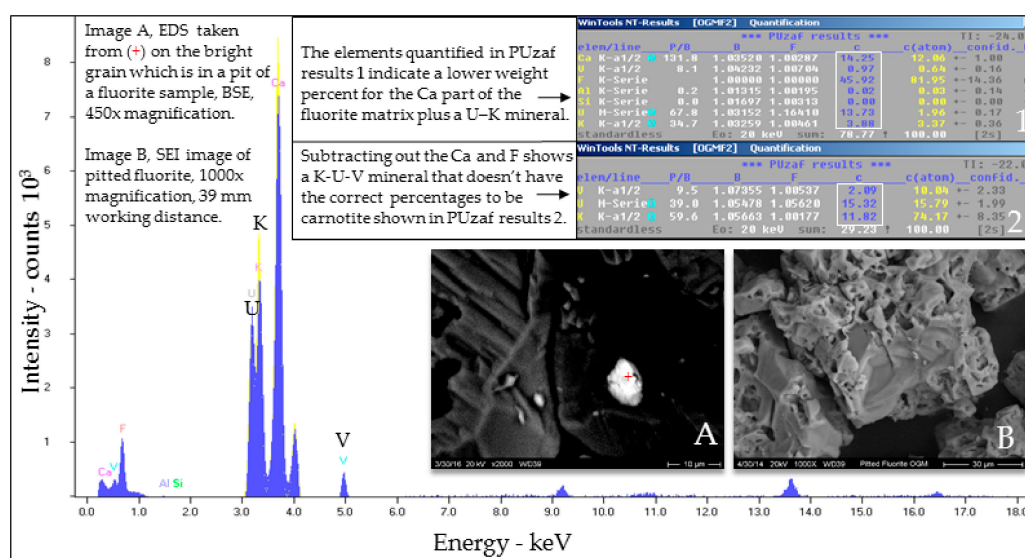 Image A, EDS taken
from (+) on the bright
grain which is in a pit of
a fluorite sample, BSE,
450x magnification.
Image B, SEI image of
pitted fluorite, 1000x
magnification, 39 mm
working distance.
The elements quantified in PUzaf
results 1 indicate a lower weight
percent for the Ca part of the
fluorite matrix plus a U–K mineral.
Subtracting out the Ca and F shows
a K-U-V mineral that doesn't have
the correct percentages to be
carnotite shown in PUzaf results 2.
WinTools NT-Results [OGMF2] Quantification
*** PUzaf results *** TI: -24.0
elem/line P/B B F c c(atom) confid.
Ca K-a1/2 131.8 1.03520 1.00287 14.25 12.06 +- 1.00
V K-a1/2 8.1 1.04232 1.00704 0.97 0.64 +- 0.16
F K-Serie 1.00000 1.00000 45.92 81.95 +-14.36
Al K-Serie 0.2 1.01315 1.00195 0.02 0.03 +- 0.14
Si K-Serie 0.0 1.01697 1.00313 0.00 0.00 +- 0.00
U M-Serie 67.8 1.03152 1.16410 13.73 1.96 +- 0.17
K K-a1/2 34.7 1.03259 1.00461 3.88 3.37 +- 0.36
standardless Eo: 20 keV sum: 78.77 ! 100.00 [2s]
1
WinTools NT-Results [OGMF2] Quantification
*** PUzaf results *** TI: -22.0
elem/line P/B B F c c(atom) confid.
K-a1/2 9.5 1.07355 1.00537 2.09 10.04 +- 2.33
U M-Serie 39.0 1.05478 1.05620 15.32 15.79 +- 1.99
K K-a1/2 59.6 1.05663 1.00177 11.82 74.17 +- 8.35
standardless Eo: 20 keV sum: 29.23 ! 100.00 [2s]
2
Intensity - counts 10³
7
6
5
4
3
2
1
Ca
K
K
U
U
F
Ca
V
Al
Si
V
V
A
3/30/16 20 kV x2000 WD39 10 µm
B
4/30/14 20kV 1000X WD39 Pitted Fluorite OGM 30 µm
0.0 1.0 2.0 3.0 4.0 5.0 6.0 7.0 8.0 9.0 10.0 11.0 12.0 13.0 14.0 15.0 16.0 17.0 18.0
Energy - keV